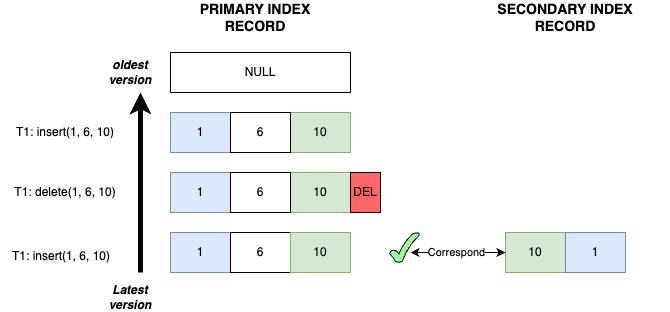 PRIMARY INDEX
RECORD
SECONDARY INDEX
RECORD
oldest
version
NULL
T1: insert(1, 6, 10)
1 6 10
T1: delete(1, 6, 10)
1 6 10 DEL
T1: insert(1, 6, 10)
1 6 10
Correspond
10 1
Latest
version